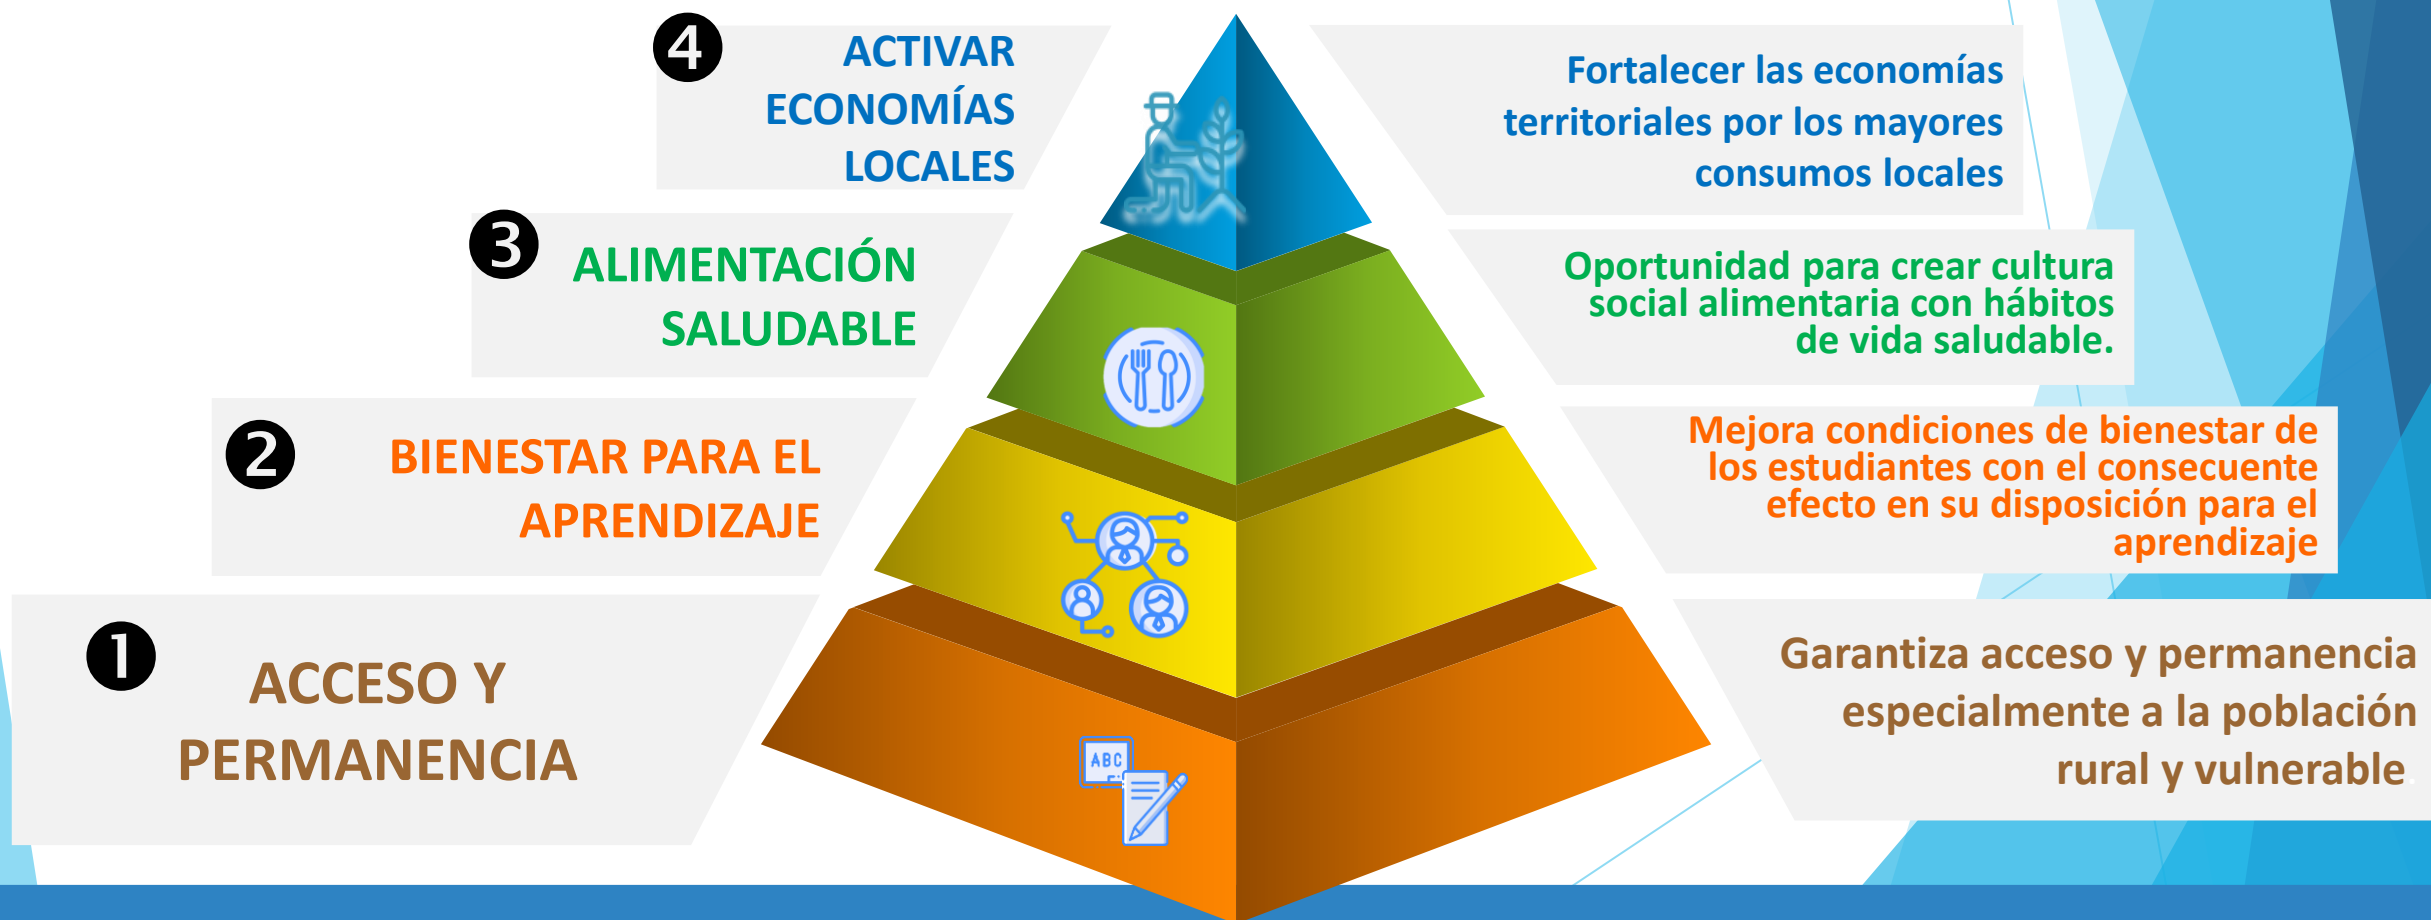 4
ACTIVAR
ECONOMÍAS
LOCALES
Fortalecer las economías
territoriales por los mayores
consumos locales
3
ALIMENTACIÓN
SALUDABLE
Oportunidad para crear cultura
social alimentaria con hábitos
de vida saludable.
2
BIENESTAR PARA EL
APRENDIZAJE
Mejora condiciones de bienestar de
los estudiantes con el consecuente
efecto en su disposición para el
aprendizaje
1
ACCESO Y
PERMANENCIA
Garantiza acceso y permanencia
especialmente a la población
rural y vulnerable.
ABC